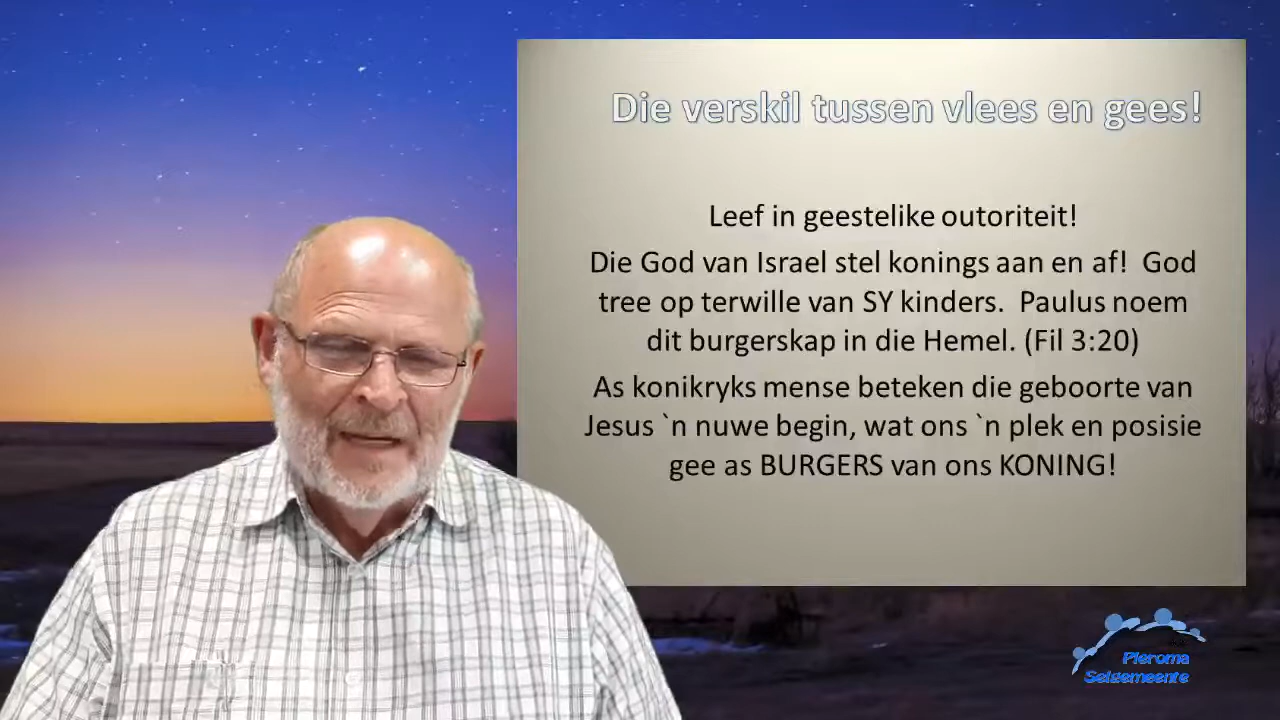 Die verskil tussen vlees en gees!
Leef in geestelike outoriteit!
Die God van Israel stel konings aan en af!  God
tree op terwille van SY kinders.  Paulus noem
dit burgerskap in die Hemel. (Fil 3:20)
As konikryks mense beteken die geboorte van
Jesus `n nuwe begin, wat ons `n plek en posisie
gee as BURGERS van ons KONING!
Pleroma
Selgemeente